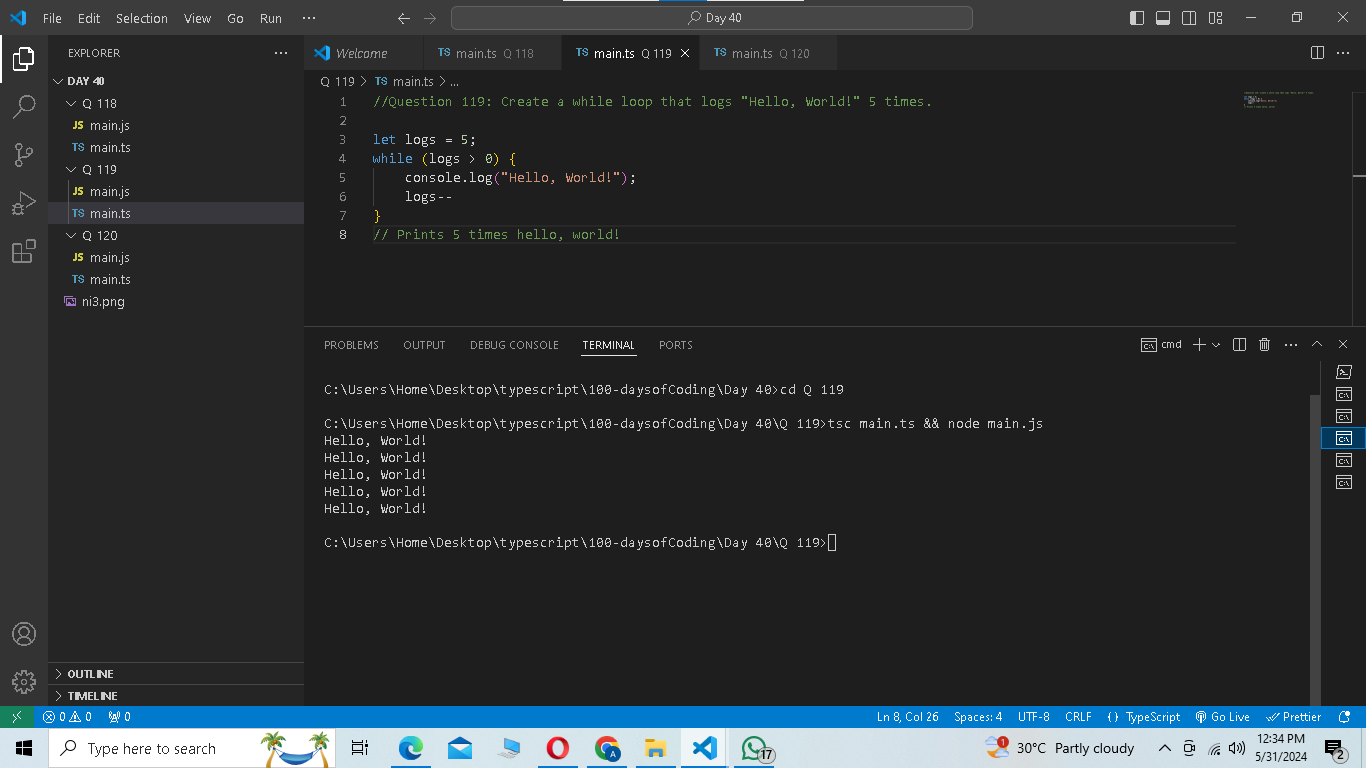 File Edit Selection View Go Run ··· Day 40
EXPLORER ···
DAY 40
Q 118
JS main.js
TS main.ts
Q 119
JS main.js
TS main.ts
Q 120
JS main.js
TS main.ts
ni3.png
OUTLINE
TIMELINE
Welcome TS main.ts Q 118 TS main.ts Q 119 TS main.ts Q 120
Q 119 > TS main.ts > ...
1 //Question 119: Create a while loop that logs "Hello, World!" 5 times.
2
3 let logs = 5;
4 while (logs > 0) {
5 console.log("Hello, World!");
6 logs--
7 }
8 // Prints 5 times hello, world!
PROBLEMS OUTPUT DEBUG CONSOLE TERMINAL PORTS cmd
C:\Users\Home\Desktop\typescript\100-daysofCoding\Day 40>cd Q 119
C:\Users\Home\Desktop\typescript\100-daysofCoding\Day 40\Q 119>tsc main.ts && node main.js
Hello, World!
Hello, World!
Hello, World!
Hello, World!
Hello, World!
C:\Users\Home\Desktop\typescript\100-daysofCoding\Day 40\Q 119>
0 0 0 Ln 8, Col 26 Spaces: 4 UTF-8 CRLF {} TypeScript Go Live Prettier
Type here to search A 17 1 30°C Partly cloudy 12:34 PM
5/31/2024 2